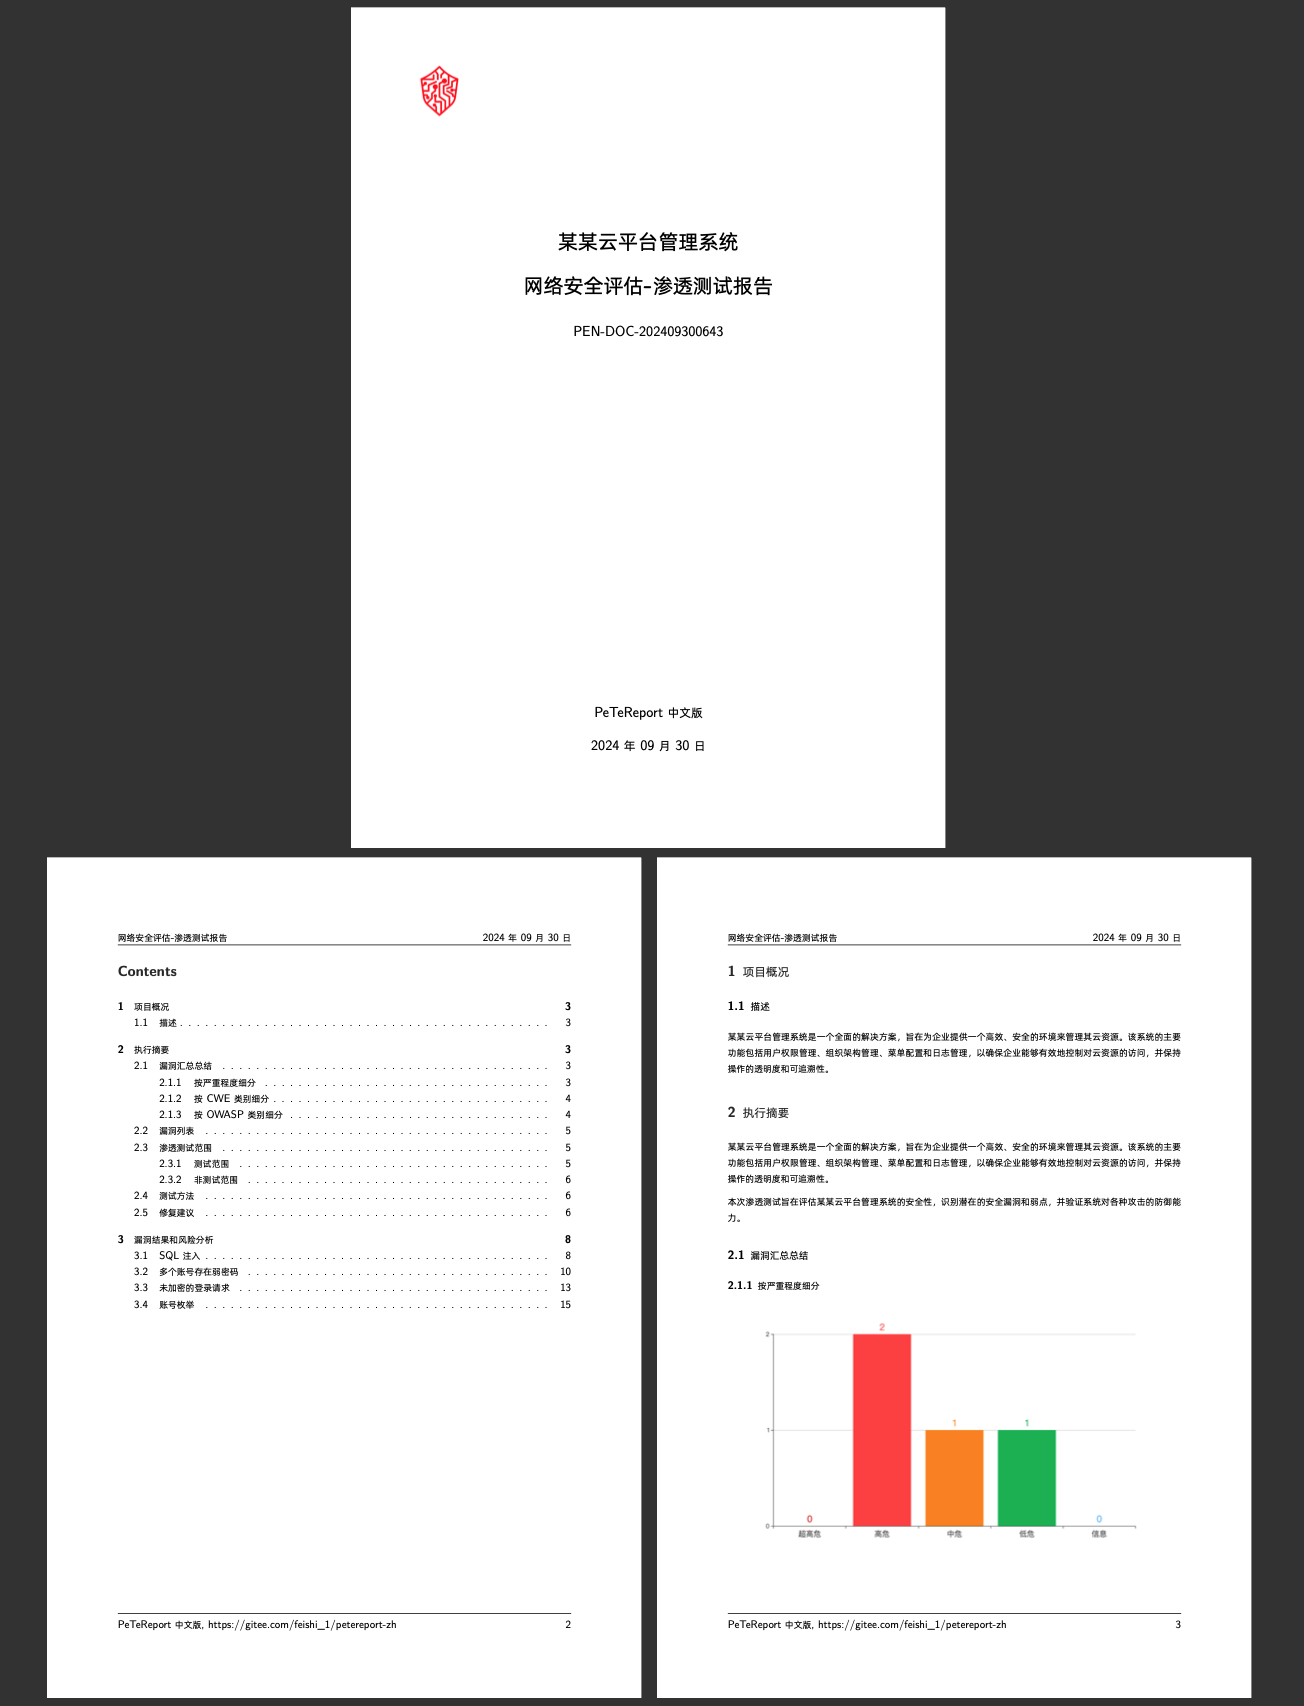 某某云平台管理系统
网络安全评估-渗透测试报告
PEN-DOC-202409300643
PeTeReport 中文版
2024 年 09 月 30 日
网络安全评估-渗透测试报告 2024 年 09 月 30 日
Contents
1 项目概况 3
1.1 描述 3
2 执行摘要 3
2.1 漏洞汇总总结 3
2.1.1 按严重程度细分 3
2.1.2 按 CWE 类别细分 4
2.1.3 按 OWASP 类别细分 4
2.2 漏洞列表 5
2.3 渗透测试范围 5
2.3.1 测试范围 5
2.3.2 非测试范围 6
2.4 测试方法 6
2.5 修复建议 6
3 漏洞结果和风险分析 8
3.1 SQL 注入 8
3.2 多个账号存在弱密码 10
3.3 未加密的登录请求 13
3.4 账号枚举 15
PeTeReport 中文版, https://gitee.com/feishi_1/petereport-zh 2
网络安全评估-渗透测试报告 2024 年 09 月 30 日
1 项目概况
1.1 描述
某某云平台管理系统是一个全面的解决方案，旨在为企业提供一个高效、安全的环境来管理其云资源。该系统的主要
功能包括用户权限管理、组织架构管理、菜单配置和日志管理，以确保企业能够有效地控制对云资源的访问，并保持
操作的透明度和可追溯性。
2 执行摘要
某某云平台管理系统是一个全面的解决方案，旨在为企业提供一个高效、安全的环境来管理其云资源。该系统的主要
功能包括用户权限管理、组织架构管理、菜单配置和日志管理，以确保企业能够有效地控制对云资源的访问，并保持
操作的透明度和可追溯性。
本次渗透测试旨在评估某某云平台管理系统的安全性，识别潜在的安全漏洞和弱点，并验证系统对各种攻击的防御能
力。
2.1 漏洞汇总总结
2.1.1 按严重程度细分
2
2
1
1
1
0
0
0
超高危 高危 中危 低危 信息
PeTeReport 中文版, https://gitee.com/feishi_1/petereport-zh 3